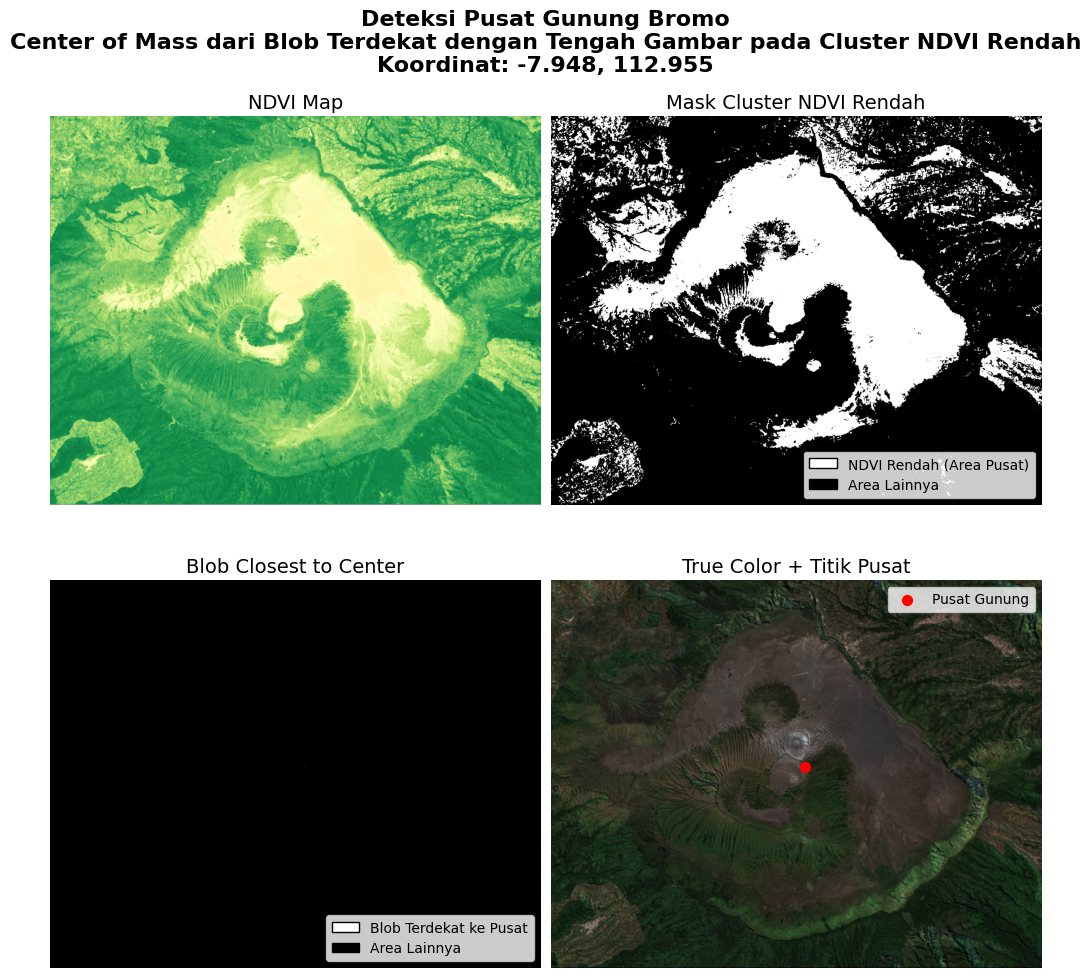 Deteksi Pusat Gunung Bromo
Center of Mass dari Blob Terdekat dengan Tengah Gambar pada Cluster NDVI Rendah
Koordinat: -7.948, 112.955
NDVI Map
Mask Cluster NDVI Rendah
NDVI Rendah (Area Pusat)
Area Lainnya
Blob Closest to Center
True Color + Titik Pusat
Pusat Gunung
Blob Terdekat ke Pusat
Area Lainnya